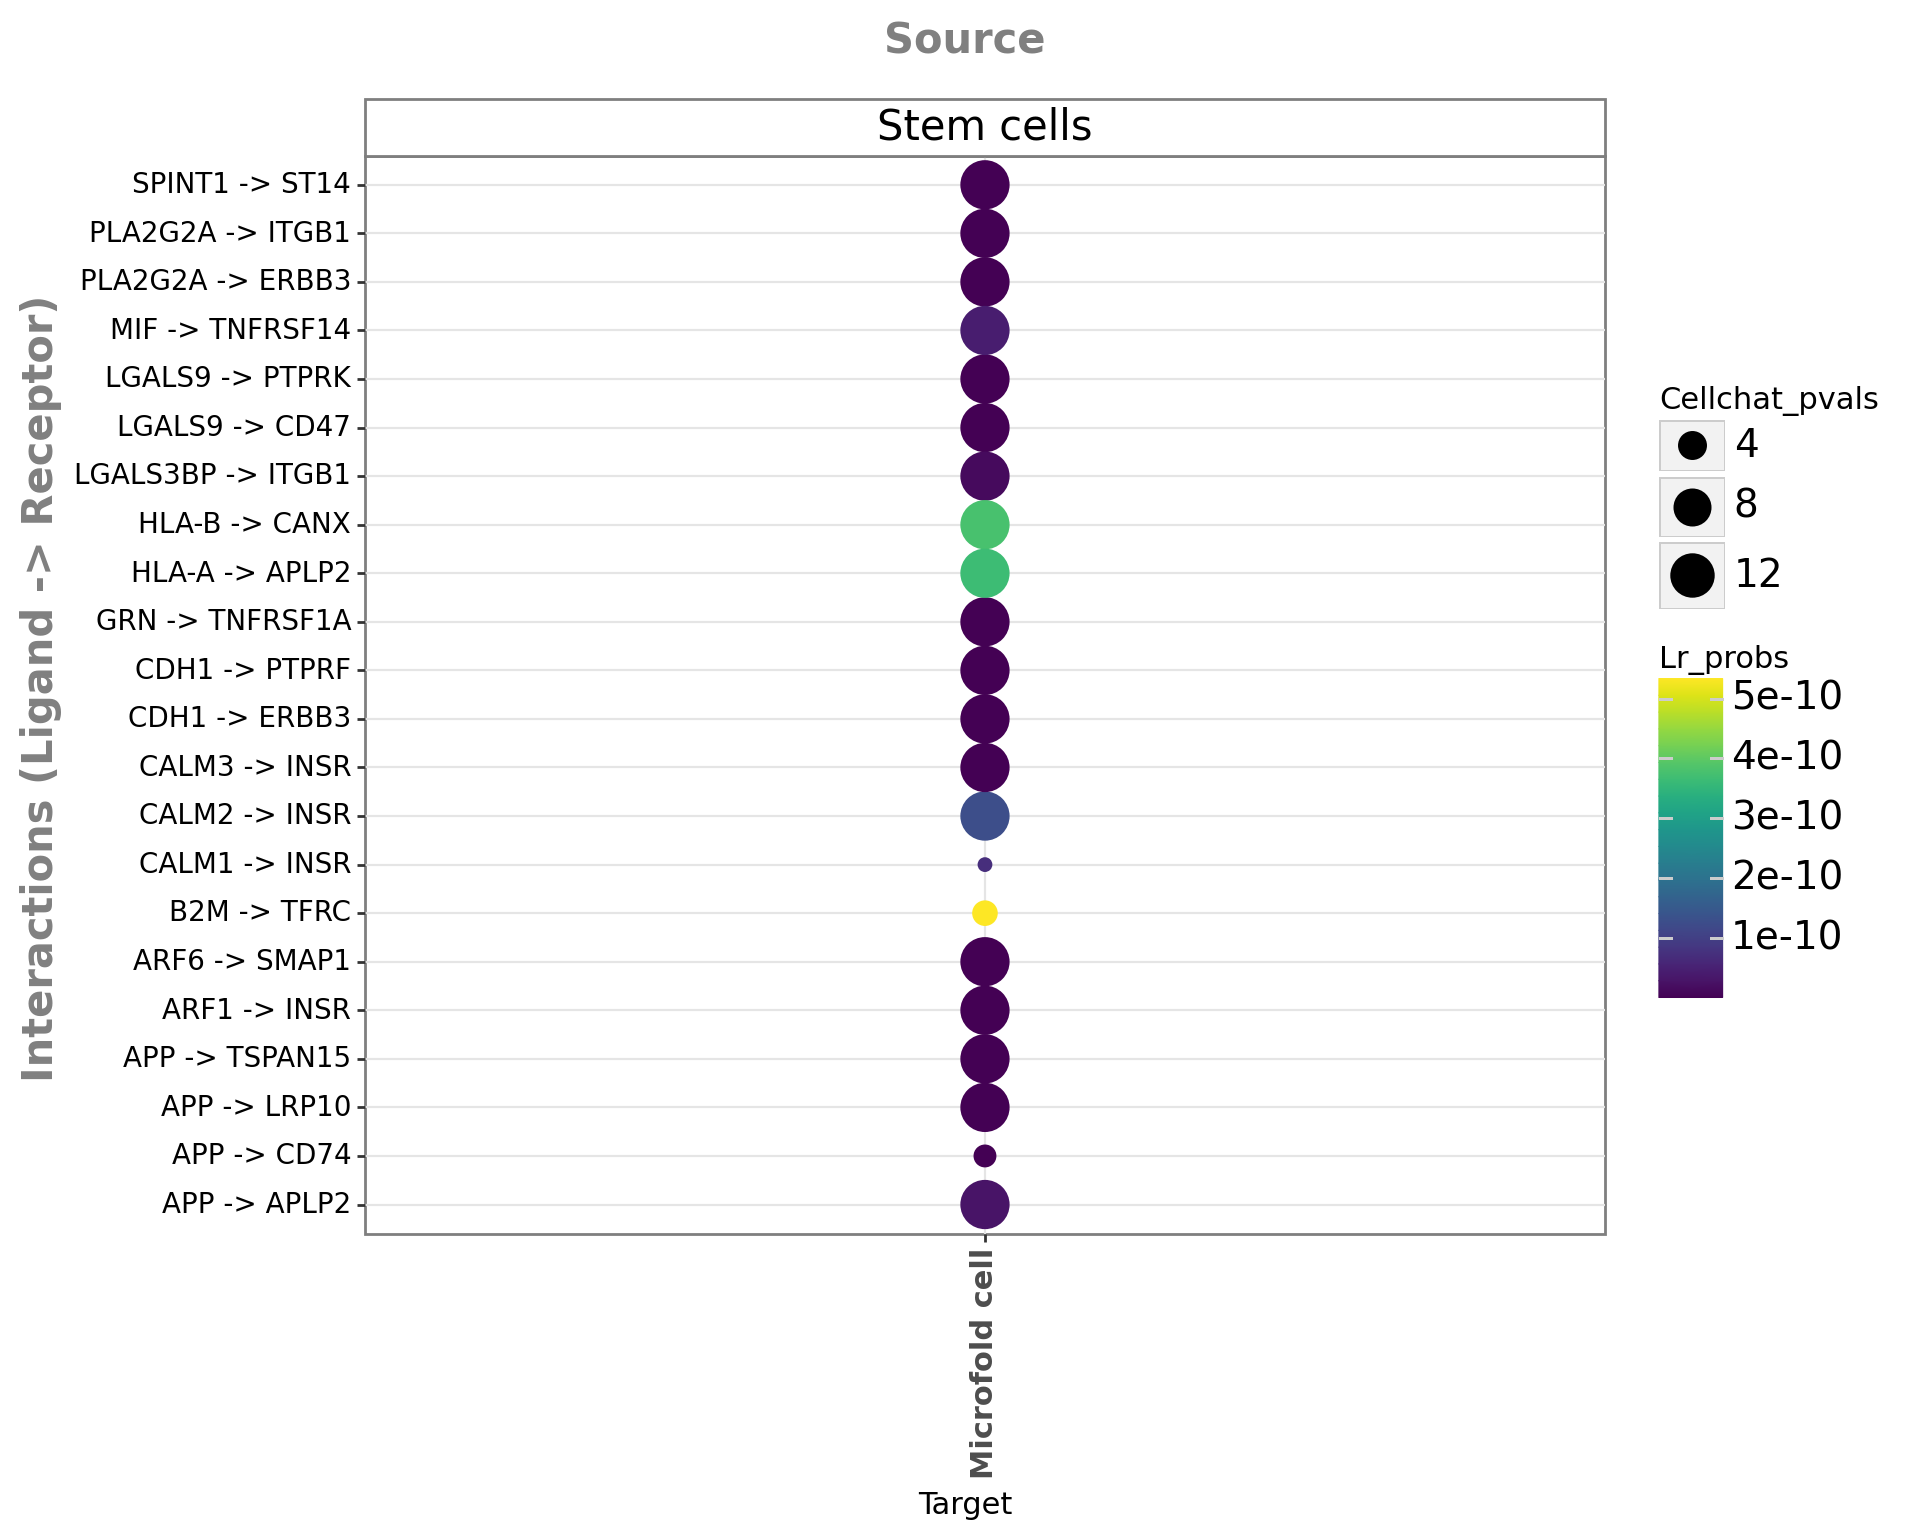 Source
Stem cells
SPINT1 -> ST14
PLA2G2A -> ITGB1
PLA2G2A -> ERBB3
MIF -> TNFRSF14
LGALS9 -> PTPRK
LGALS9 -> CD47
LGALS3BP -> ITGB1
HLA-B -> CANX
HLA-A -> APLP2
GRN -> TNFRSF1A
CDH1 -> PTPRF
CDH1 -> ERBB3
CALM3 -> INSR
CALM2 -> INSR
CALM1 -> INSR
B2M -> TFRC
ARF6 -> SMAP1
ARF1 -> INSR
APP -> TSPAN15
APP -> LRP10
APP -> CD74
APP -> APLP2
Interactions (Ligand -> Receptor)
Microfold cell
Target
Cellchat_pvals
4
8
12
Lr_probs
5e-10
4e-10
3e-10
2e-10
1e-10